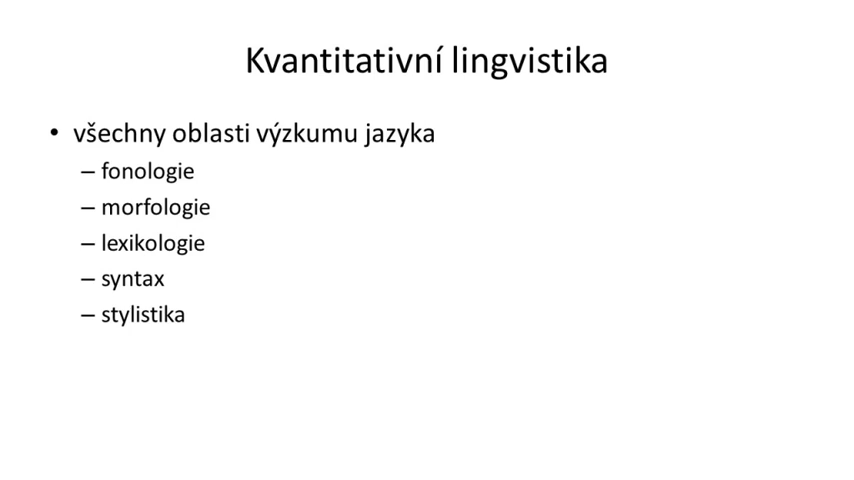 Kvantitativní lingvistika
• všechny oblasti výzkumu jazyka
– fonologie
– morfologie
– lexikologie
– syntax
– stylistika